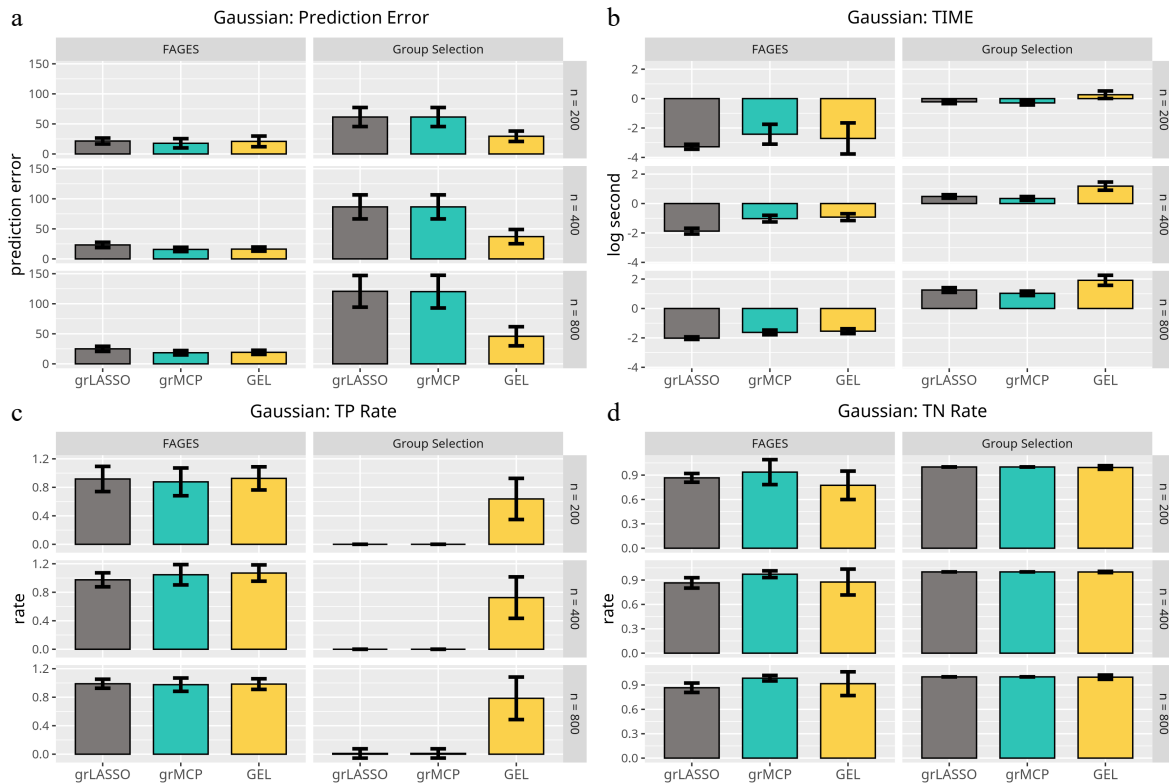 a
Gaussian: Prediction Error
FAGES
Group Selection
prediction error
150
100
50
0
n = 200
150
100
50
0
n = 400
150
100
50
0
n = 800
grLASSO
grMCP
GEL
grLASSO
grMCP
GEL
b
Gaussian: TIME
FAGES
Group Selection
log second
2
0
-2
-4
n = 200
2
0
-2
-4
n = 400
2
0
-2
-4
n = 800
grLASSO
grMCP
GEL
grLASSO
grMCP
GEL
c
Gaussian: TP Rate
FAGES
Group Selection
rate
1.2
0.8
0.4
0.0
n = 200
1.2
0.8
0.4
0.0
n = 400
1.2
0.8
0.4
0.0
n = 800
grLASSO
grMCP
GEL
grLASSO
grMCP
GEL
d
Gaussian: TN Rate
FAGES
Group Selection
rate
0.9
0.6
0.3
0.0
n = 200
0.9
0.6
0.3
0.0
n = 400
0.9
0.6
0.3
0.0
n = 800
grLASSO
grMCP
GEL
grLASSO
grMCP
GEL